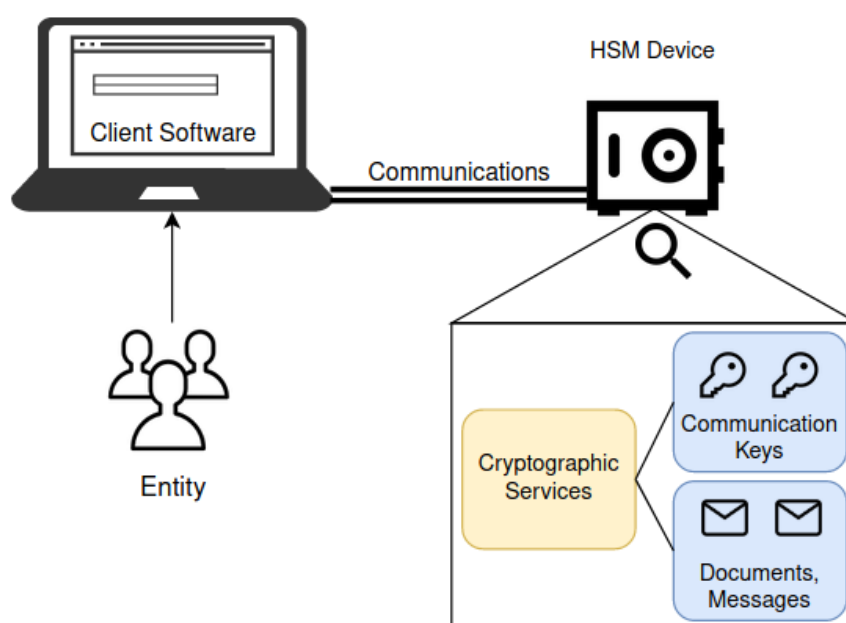 HSM Device
Client Software
Communications
Entity
Cryptographic
Services
Communication
Keys
Documents,
Messages